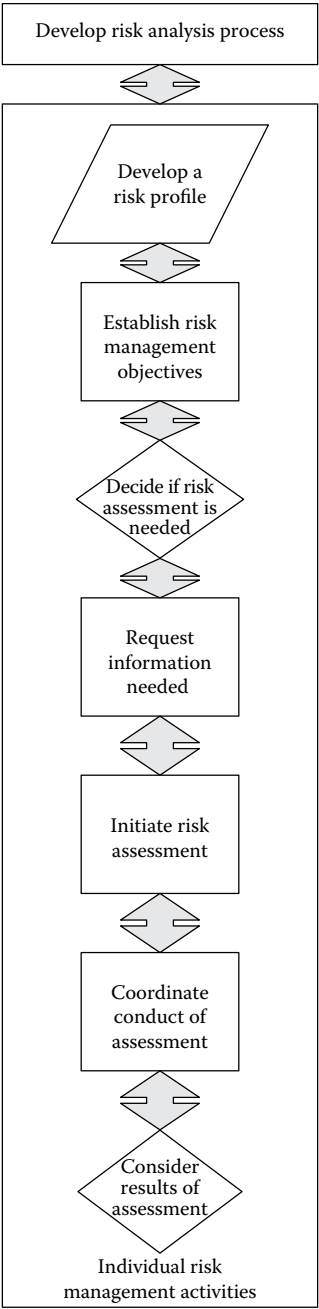 Develop risk analysis process
Develop a
risk profile
Establish risk
management
objectives
Decide if risk
assessment is
needed
Request
information
needed
Initiate risk
assessment
Coordinate
conduct of
assessment
Consider
results of
assessment
Individual risk
management activities